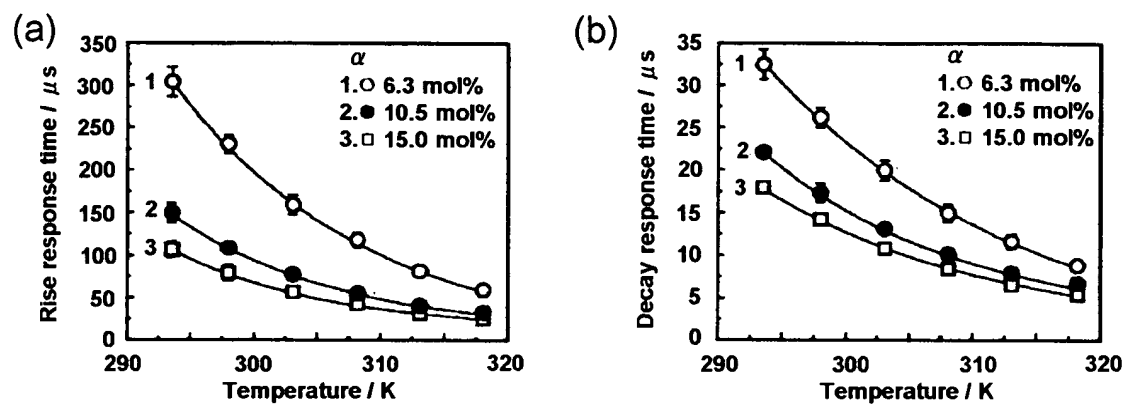 (a)
Rise response time / μs
350
300
250
200
150
100
50
0
290
300
310
320
Temperature / K
α
1. 6.3 mol%
2. 10.5 mol%
3. 15.0 mol%
1
2
3
(b)
Decay response time / μs
35
30
25
20
15
10
5
0
290
300
310
320
Temperature / K
α
1. 6.3 mol%
2. 10.5 mol%
3. 15.0 mol%
1
2
3